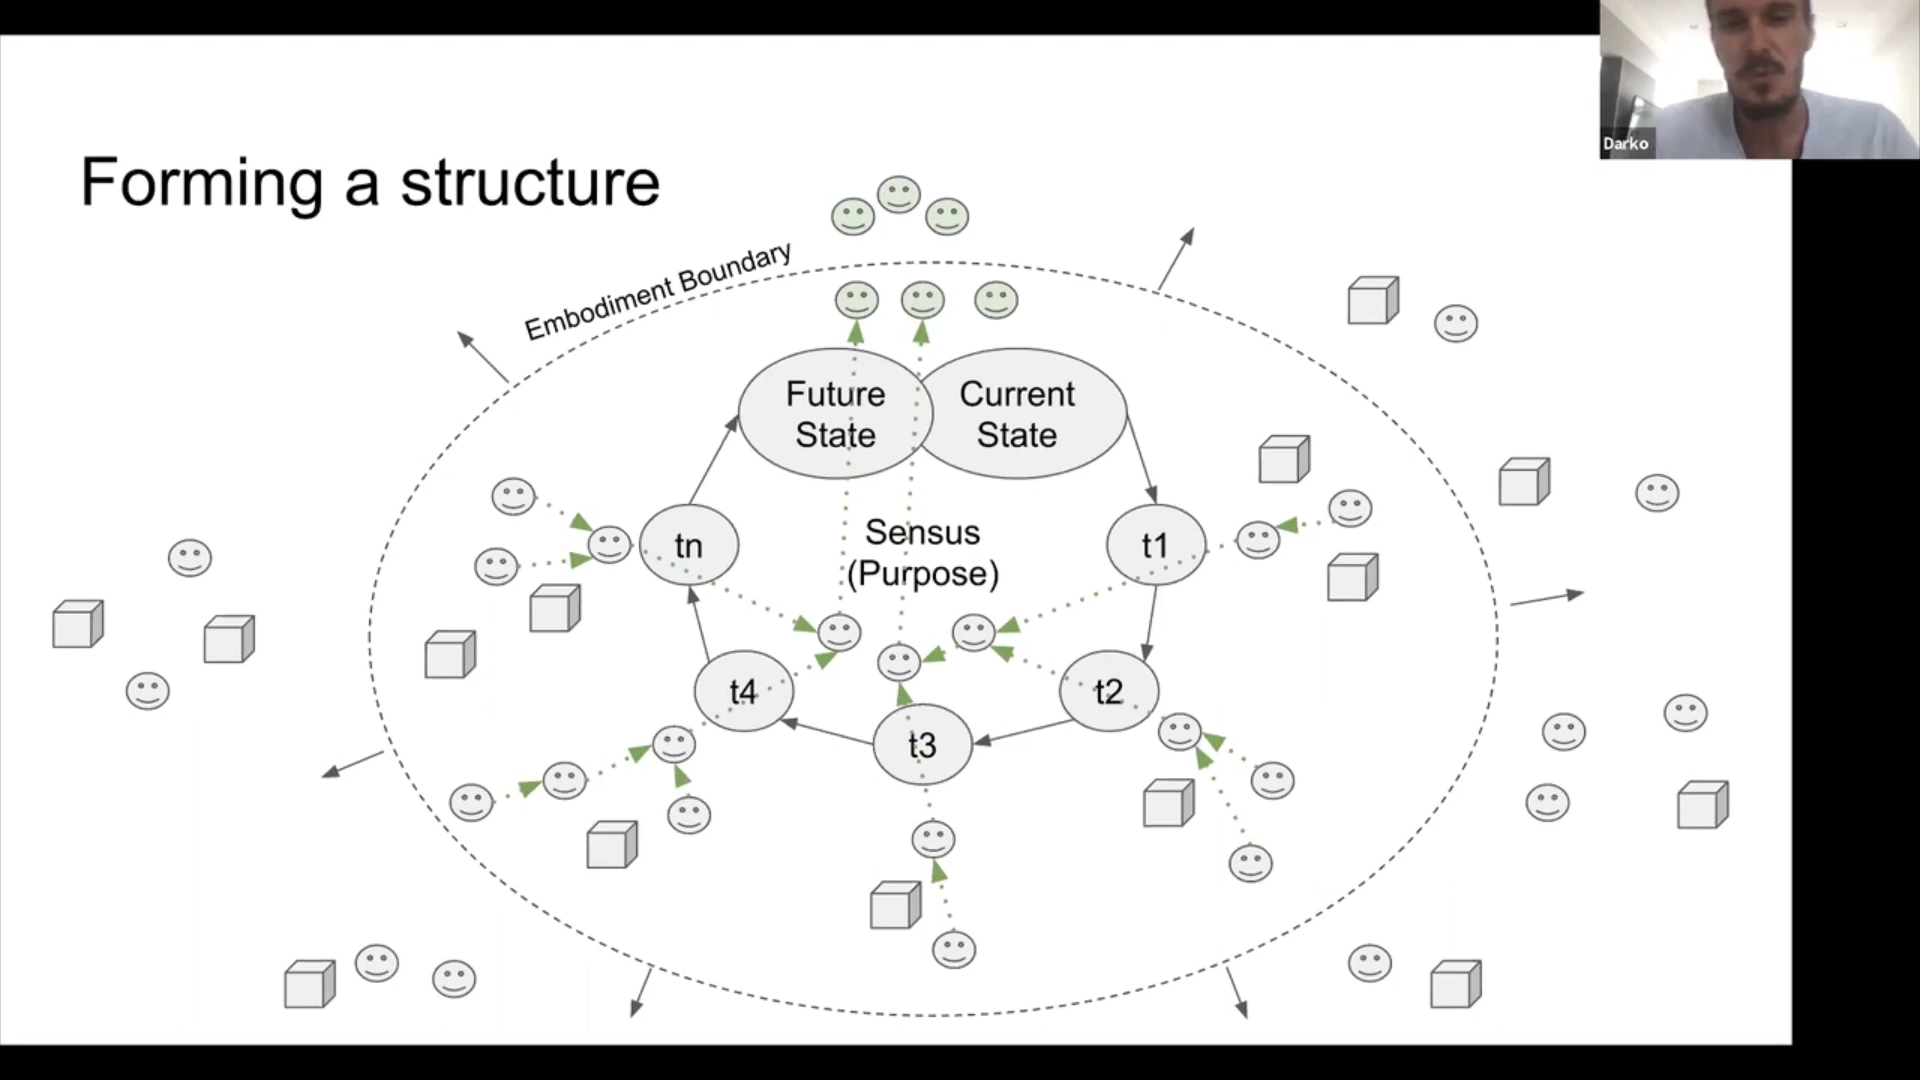 Darko
Forming a structure
Embodiment Boundary
Future
State
Current
State
Sensus
(Purpose)
tn
t1
t4
t2
t3